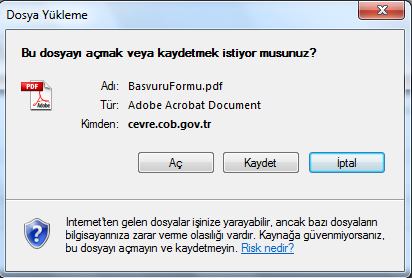 Dosya Yükleme
Bu dosyayı açmak veya kaydetmek istiyor musunuz?
PDF
Adobe
Adı: BasvuruFormu.pdf
Tür: Adobe Acrobat Document
Kimden: cevre.cob.gov.tr
Aç Kaydet İptal
Internet'ten gelen dosyalar işinize yarayabilir, ancak bazı dosyaların
bilgisayarınıza zarar verme olasılığı vardır. Kaynağa güvenmiyorsanız,
bu dosyayı açmayın ve kaydetmeyin. Risk nedir?